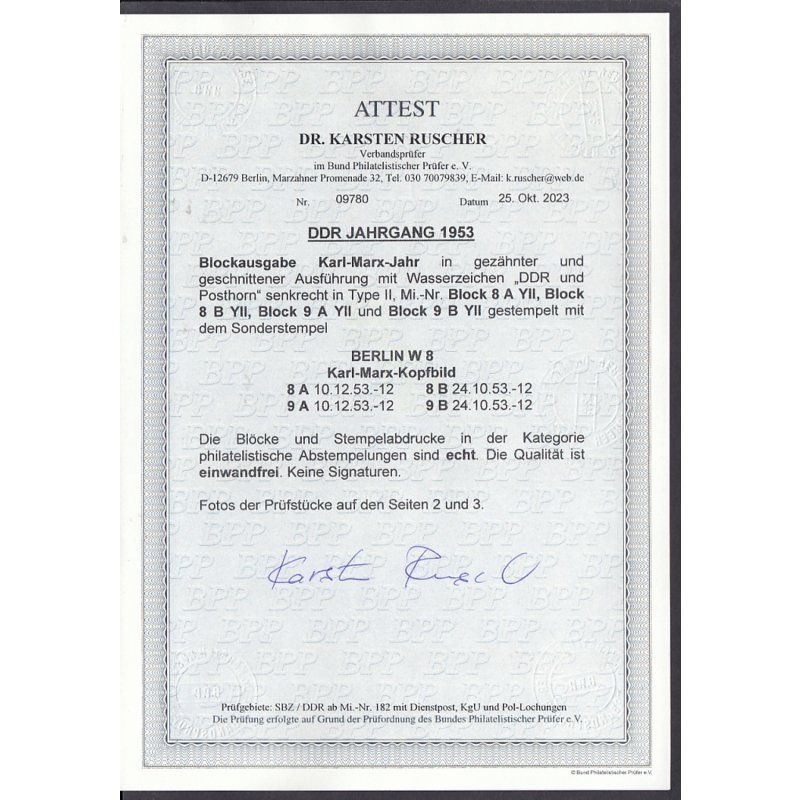 ATTEST
DR. KARSTEN RUSCHER
Verbandsprüfer
im Bund Philatelistischer Prüfer e. V.
D-12679 Berlin, Marzahner Promenade 32, Tel. 030 70079839, E-Mail: k.ruscher@web.de
Nr. 09780 Datum 25. Okt. 2023
DDR JAHRGANG 1953
Blockausgabe Karl-Marx-Jahr in gezähnter und
geschnittener Ausführung mit Wasserzeichen „DDR und
Posthorn“ senkrecht in Type II, Mi.-Nr. Block 8 A YII, Block
8 B YII, Block 9 A YII und Block 9 B YII gestempelt mit
dem Sonderstempel
BERLIN W 8
Karl-Marx-Kopfbild
8 A 10.12.53.-12 8 B 24.10.53.-12
9 A 10.12.53.-12 9 B 24.10.53.-12
Die Blöcke und Stempelabdrucke in der Kategorie
philatelistische Abstempelungen sind echt. Die Qualität ist
einwandfrei. Keine Signaturen.
Fotos der Prüfstücke auf den Seiten 2 und 3.
Karsten Ruscher
Prüfgebiete: SBZ / DDR ab Mi.-Nr. 182 mit Dienstpost, KgU und Pol-Lochungen
Die Prüfung erfolgte auf Grund der Prüfordnung des Bundes Philatelistischer Prüfer e.V.
© Bund Philatelistischer Prüfer e.V.